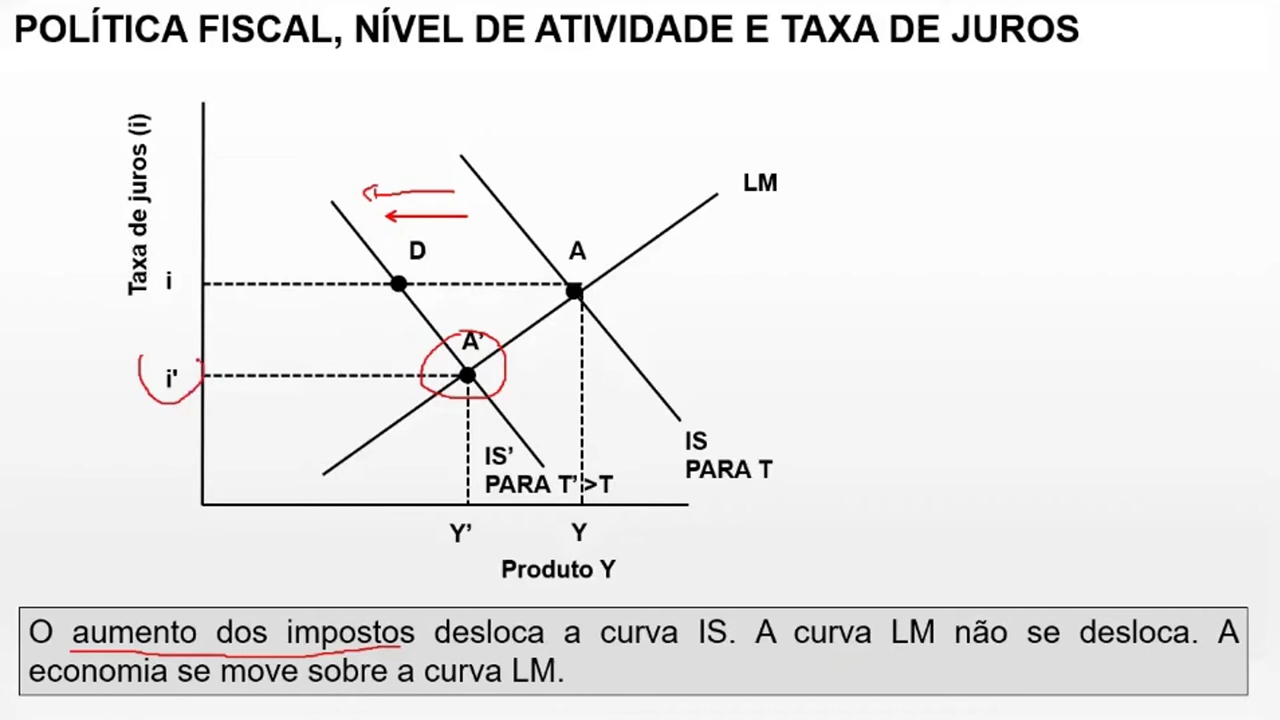 POLÍTICA FISCAL, NÍVEL DE ATIVIDADE E TAXA DE JUROS
Taxa de juros (i)
LM
D
A
i
A'
i'
IS'
PARA T'>T
IS
PARA T
Y'
Y
Produto Y
O aumento dos impostos desloca a curva IS. A curva LM não se desloca. A
economia se move sobre a curva LM.